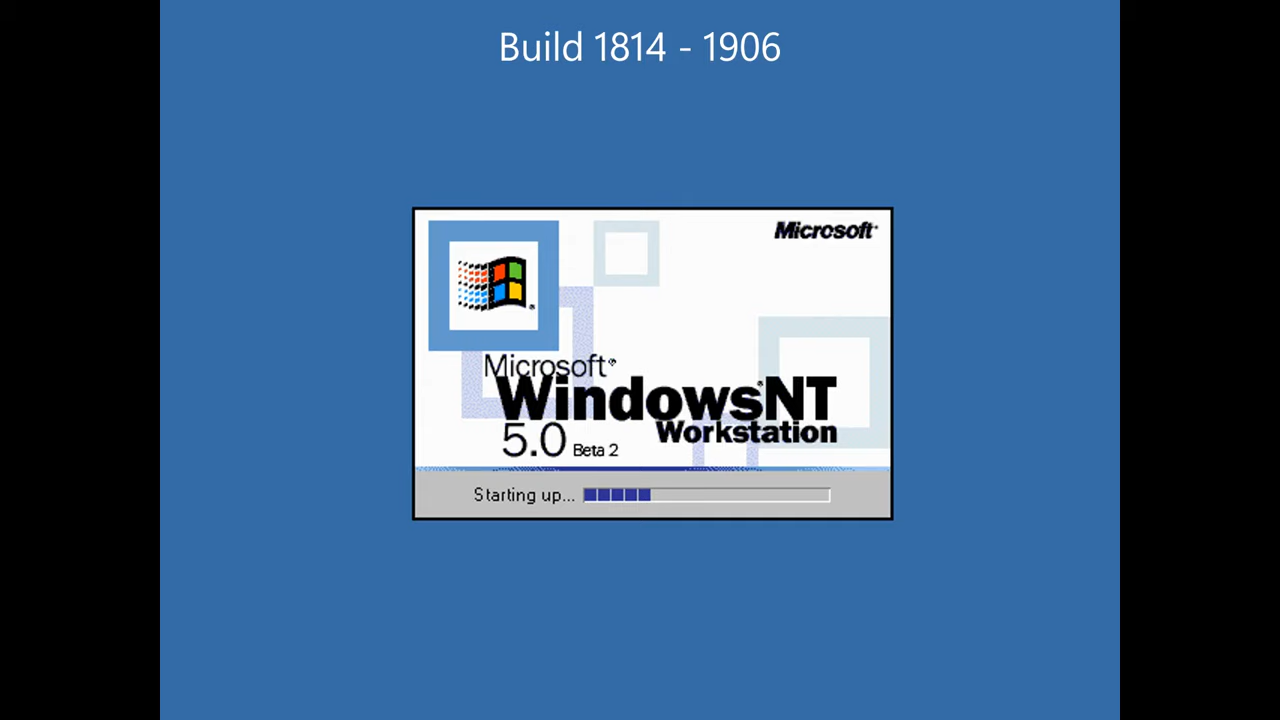 Build 1814 - 1906
Microsoft
Microsoft
WindowsNT
Workstation
5.0 Beta 2
Starting up...